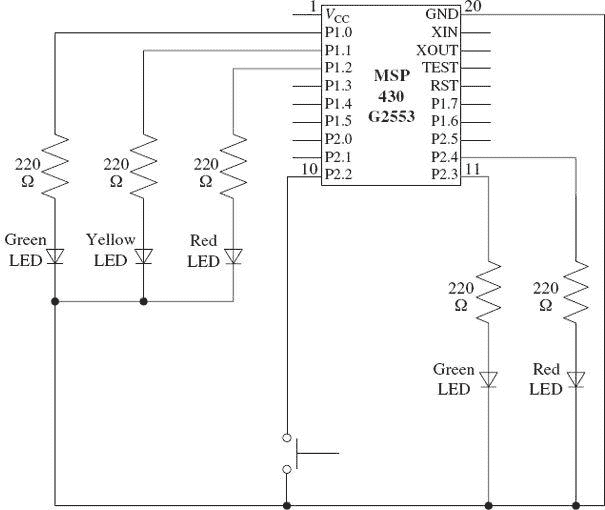 1 VCC GND 20
P1.0 XIN
P1.1 XOUT
P1.2 TEST
P1.3 RST
P1.4 P1.7
P1.5 P1.6
P2.0 P2.5
P2.1 P2.4
10 P2.2 P2.3 11
MSP
430
G2553
220
Ω
220
Ω
220
Ω
Green
LED
Yellow
LED
Red
LED
220
Ω
220
Ω
Green
LED
Red
LED